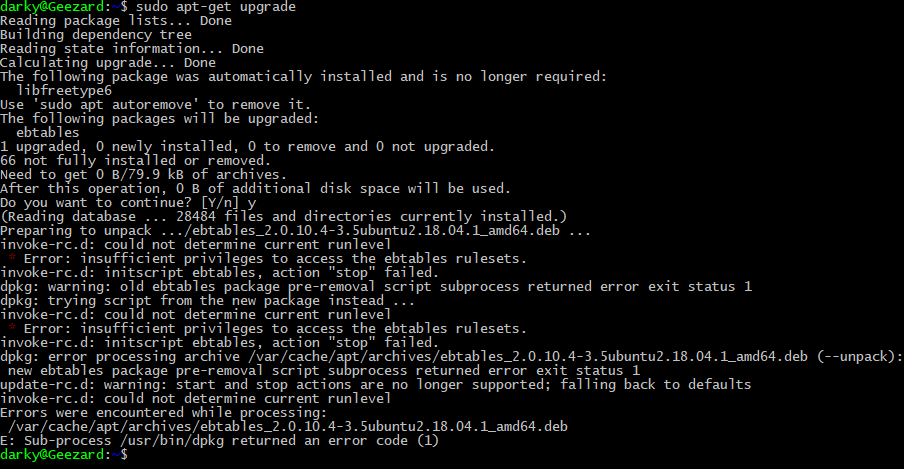 darky@Geezard:~$ sudo apt-get upgrade
Reading package lists... Done
Building dependency tree
Reading state information... Done
Calculating upgrade... Done
The following package was automatically installed and is no longer required:
  libfreetype6
Use 'sudo apt autoremove' to remove it.
The following packages will be upgraded:
  ebtables
1 upgraded, 0 newly installed, 0 to remove and 0 not upgraded.
66 not fully installed or removed.
Need to get 0 B/79.9 kB of archives.
After this operation, 0 B of additional disk space will be used.
Do you want to continue? [Y/n] y
(Reading database ... 28484 files and directories currently installed.)
Preparing to unpack .../ebtables_2.0.10.4-3.5ubuntu2.18.04.1_amd64.deb ...
invoke-rc.d: could not determine current runlevel
 * Error: insufficient privileges to access the ebtables rulesets.
invoke-rc.d: initscript ebtables, action "stop" failed.
dpkg: warning: old ebtables package pre-removal script subprocess returned error exit status 1
dpkg: trying script from the new package instead ...
invoke-rc.d: could not determine current runlevel
 * Error: insufficient privileges to access the ebtables rulesets.
invoke-rc.d: initscript ebtables, action "stop" failed.
dpkg: error processing archive /var/cache/apt/archives/ebtables_2.0.10.4-3.5ubuntu2.18.04.1_amd64.deb (--unpack):
 new ebtables package pre-removal script subprocess returned error exit status 1
update-rc.d: warning: start and stop actions are no longer supported; falling back to defaults
invoke-rc.d: could not determine current runlevel
Errors were encountered while processing:
 /var/cache/apt/archives/ebtables_2.0.10.4-3.5ubuntu2.18.04.1_amd64.deb
E: Sub-process /usr/bin/dpkg returned an error code (1)
darky@Geezard:~$